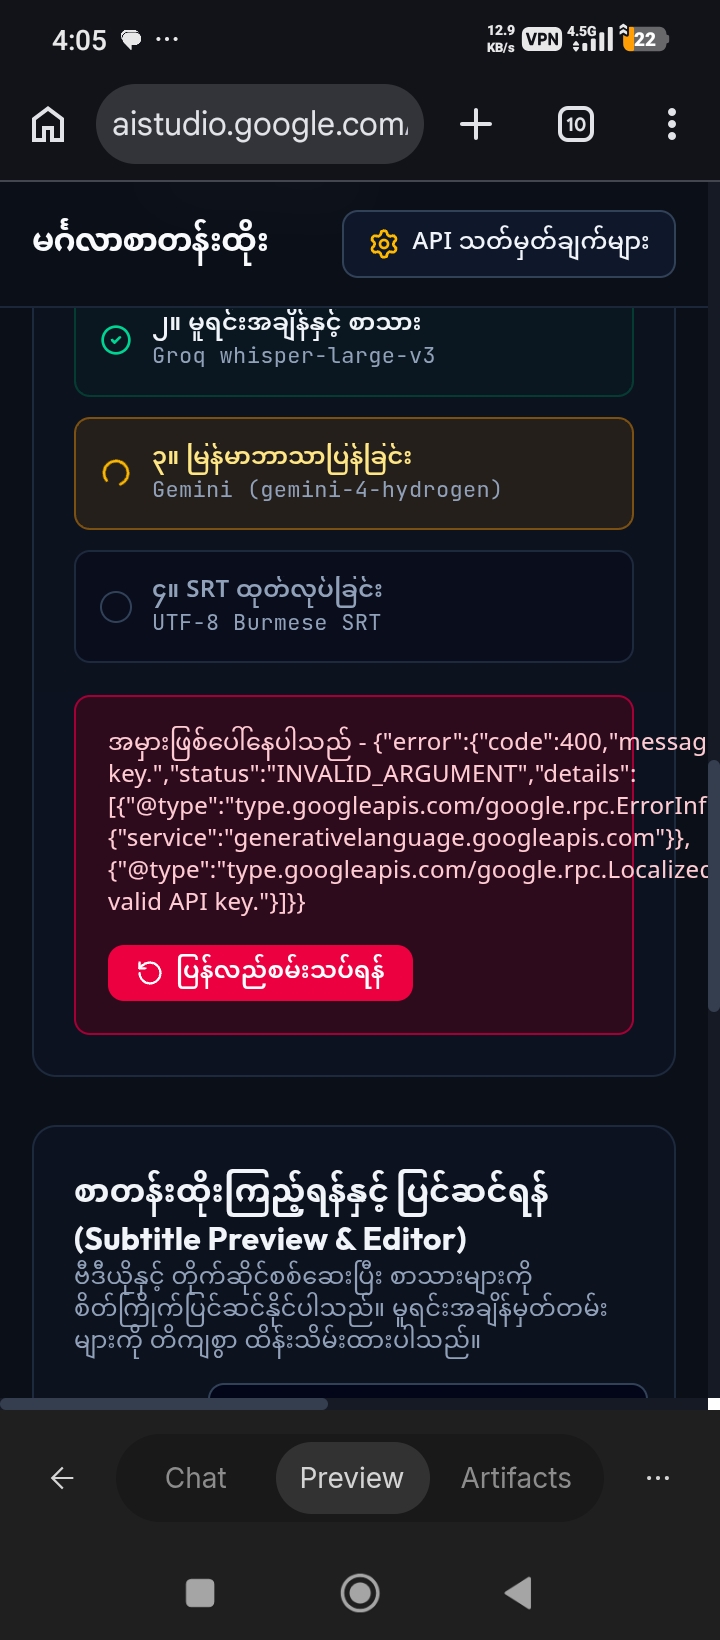 4:05
12.9
KB/s
VPN
4.5G
22
aistudio.google.com/
10
မင်္ဂလာစာတန်းထိုး
API သတ်မှတ်ချက်များ
၂။ မူရင်းအချိန်နှင့် စာသား
Groq whisper-large-v3
၃။ မြန်မာဘာသာပြန်ခြင်း
Gemini (gemini-4-hydrogen)
၄။ SRT ထုတ်လုပ်ခြင်း
UTF-8 Burmese SRT
အမှားဖြစ်ပေါ်နေပါသည် - {"error":{"code":400,"messag
key.","status":"INVALID_ARGUMENT","details":
[{"@type":"type.googleapis.com/google.rpc.ErrorInf
{"service":"generativelanguage.googleapis.com"}},
{"@type":"type.googleapis.com/google.rpc.Localized
valid API key."}]}}
ပြန်လည်စမ်းသပ်ရန်
စာတန်းထိုးကြည့်ရန်နှင့် ပြင်ဆင်ရန်
(Subtitle Preview & Editor)
ဗီဒီယိုနှင့် တိုက်ဆိုင်စစ်ဆေးပြီး စာသားများကို
စိတ်ကြိုက်ပြင်ဆင်နိုင်ပါသည်။ မူရင်းအချိန်မှတ်တမ်း
များကို တိကျစွာ ထိန်းသိမ်းထားပါသည်။
Chat
Preview
Artifacts